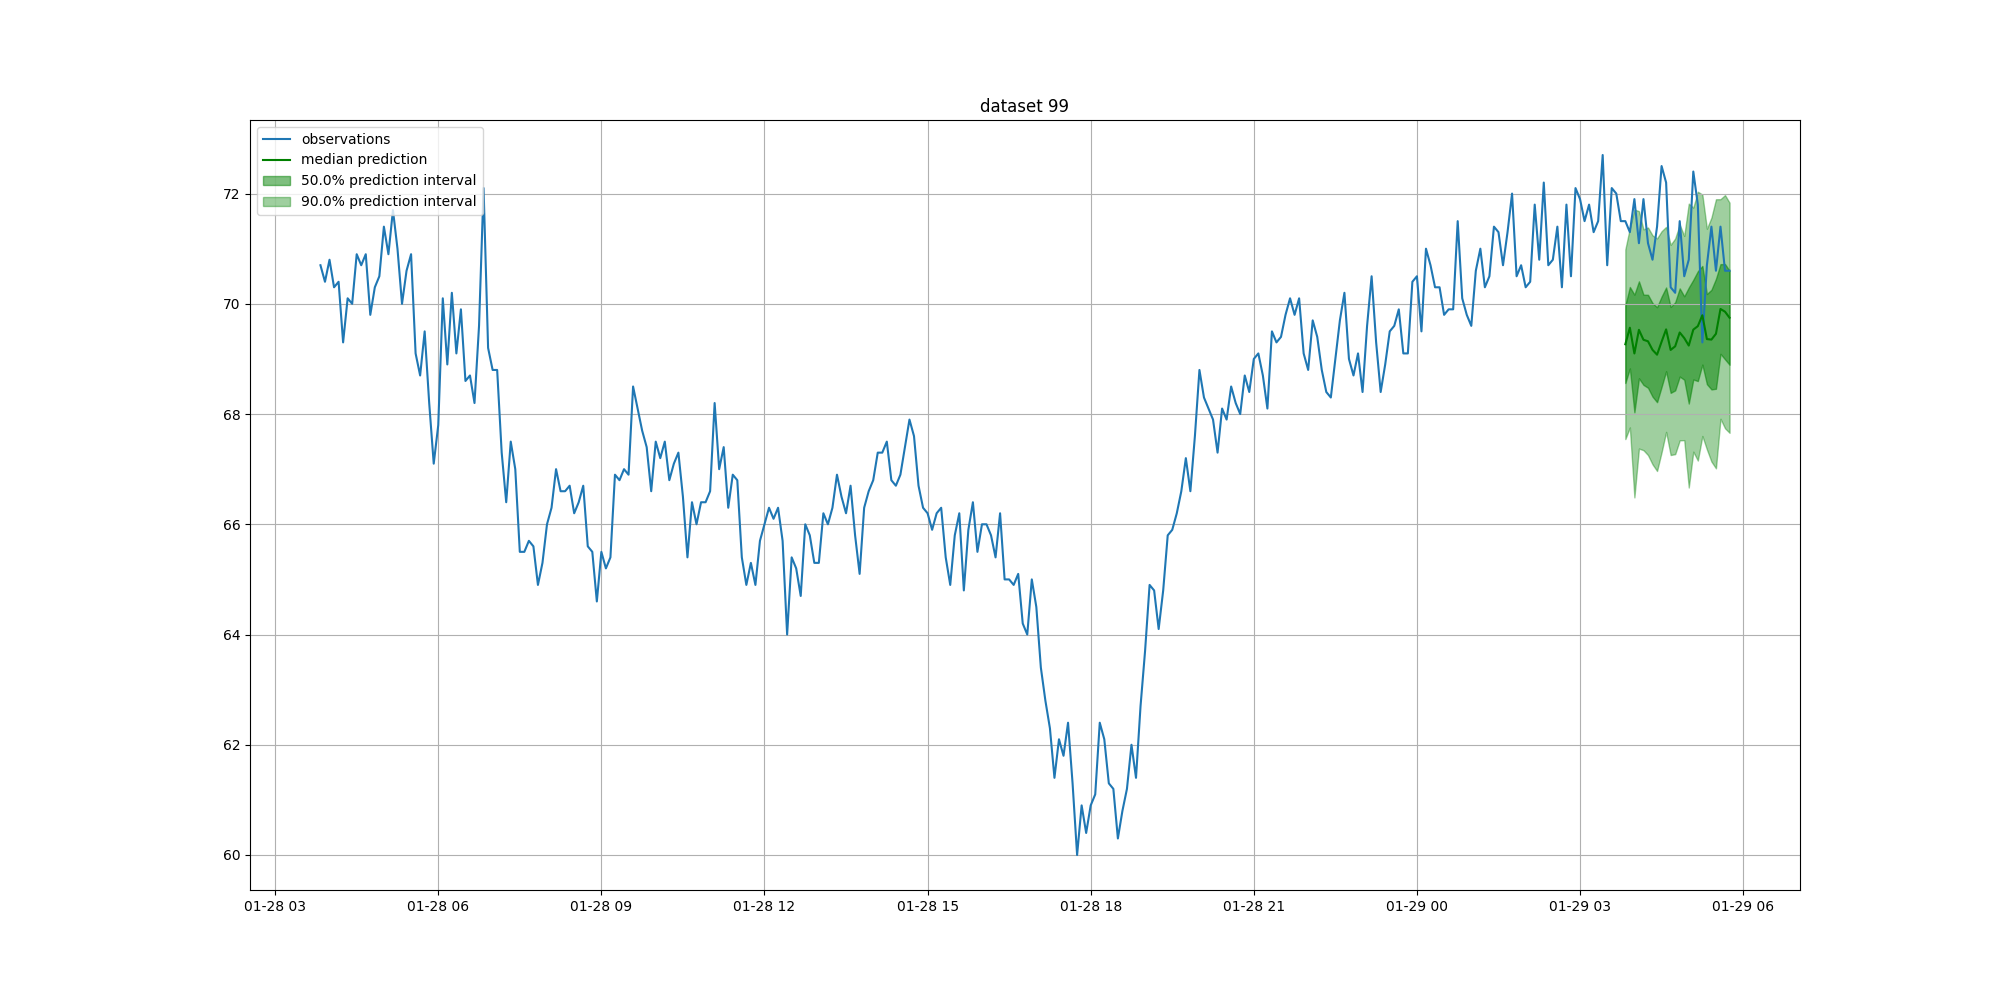 dataset 99
observations
median prediction
50.0% prediction interval
90.0% prediction interval
72
70
68
66
64
62
60
01-28 03 01-28 06 01-28 09 01-28 12 01-28 15 01-28 18 01-28 21 01-29 00 01-29 03 01-29 06